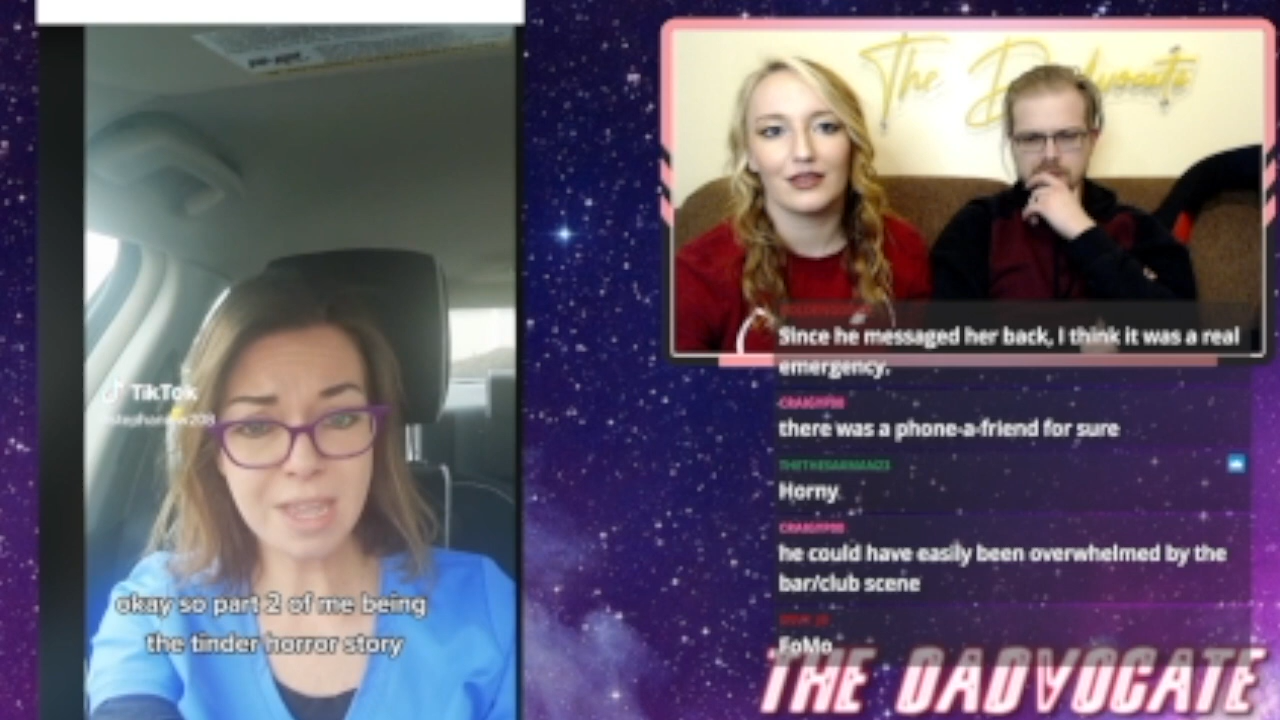 TikTok
okay so part 2 of me being
the tinder horror story
The Dadvocate
Since he messaged her back, I think it was a real
emergency.
there was a phone-a-friend for sure
Horny
he could have easily been overwhelmed by the
bar/club scene
FoMo
THE DADVOCATE